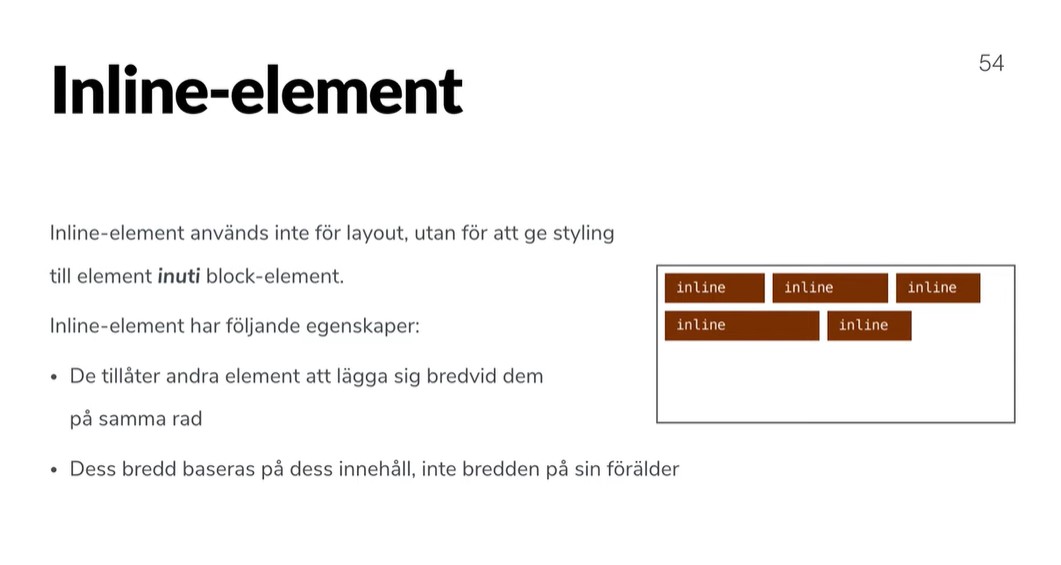 54
Inline-element
Inline-element används inte för layout, utan för att ge styling
till element inuti block-element.
Inline-element har följande egenskaper:
• De tillåter andra element att lägga sig bredvid dem
på samma rad
• Dess bredd baseras på dess innehåll, inte bredden på sin förälder
inline inline inline
inline inline